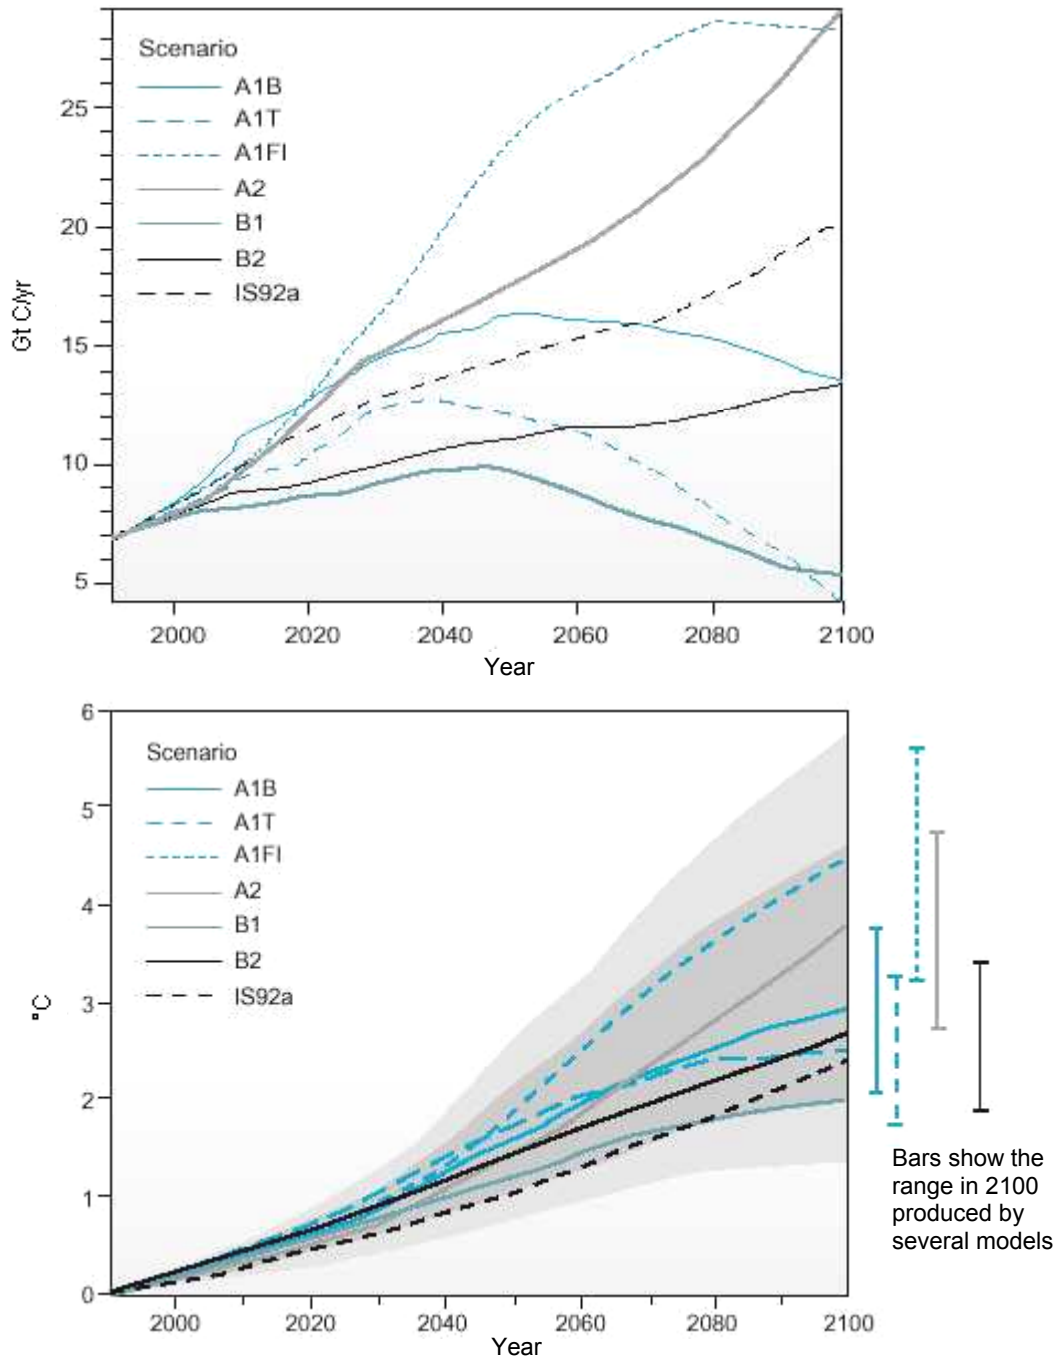 Scenario
A1B
A1T
A1FI
A2
B1
B2
IS92a
25
20
15
10
5
Gt C/yr
2000 2020 2040 2060 2080 2100
Year
6
5
4
3
2
1
0
°C
Scenario
A1B
A1T
A1FI
A2
B1
B2
IS92a
2000 2020 2040 2060 2080 2100
Year
Bars show the
range in 2100
produced by
several models